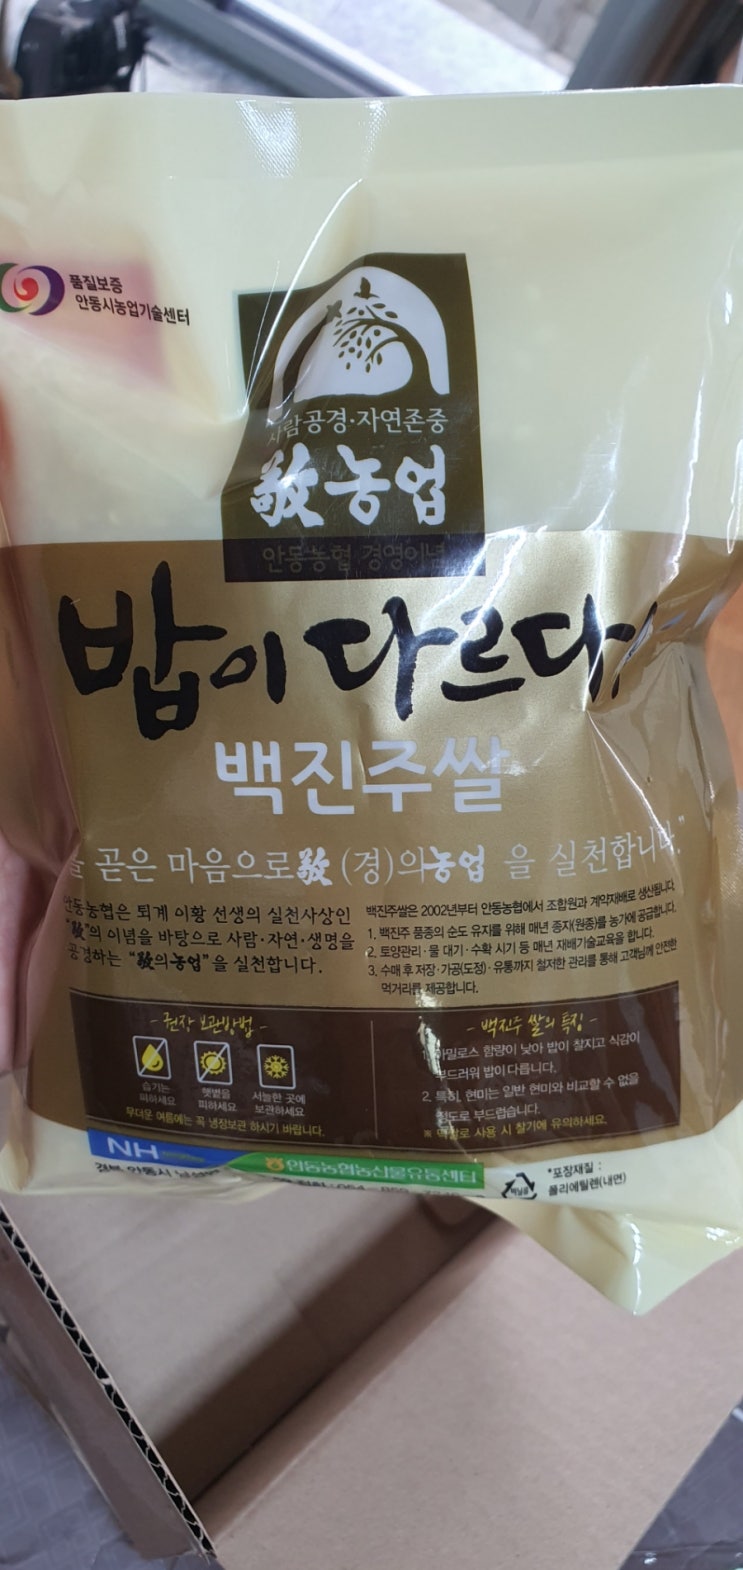 품질보증
안동시농업기술센터
사람공경·자연존중
敬농업
안동농협 경영이념
밥이 다르다!
백진주쌀
곧은 마음으로 敬 (경)의 농업 을 실천합니다."
안동농협은 퇴계 이황 선생의 실천사상인
"敬"의 이념을 바탕으로 사람·자연·생명을
공경하는 "敬의농업"을 실천합니다.
백진주쌀은 2002년부터 안동농협에서 조합원과 계약재배로 생산됩니다.
1. 백진주 품종의 순도 유지를 위해 매년 종자(원종)를 농가에 공급합니다.
2. 토양관리·물 대기·수확 시기 등 매년 재배기술교육을 합니다.
3. 수매 후 저장·가공(도정)·유통까지 철저한 관리를 통해 고객님께 안전한
먹거리를 제공합니다.
- 권장 보관방법 -
습기는
피하세요
햇볕을
피하세요
서늘한 곳에
보관하세요
무더운 여름에는 꼭 냉장보관 하시기 바랍니다.
- 백진주 쌀의 특징 -
1. 아밀로스 함량이 낮아 밥이 찰지고 식감이
부드러워 밥이 다릅니다.
2. 특히, 현미는 일반 현미와 비교할 수 없을
정도로 부드럽습니다.
※ 떡쌀로 사용 시 찰기에 유의하세요.
NH
안동농협농산물유통센터
경북 안동시
*포장재질 :
폴리에틸렌(내면)